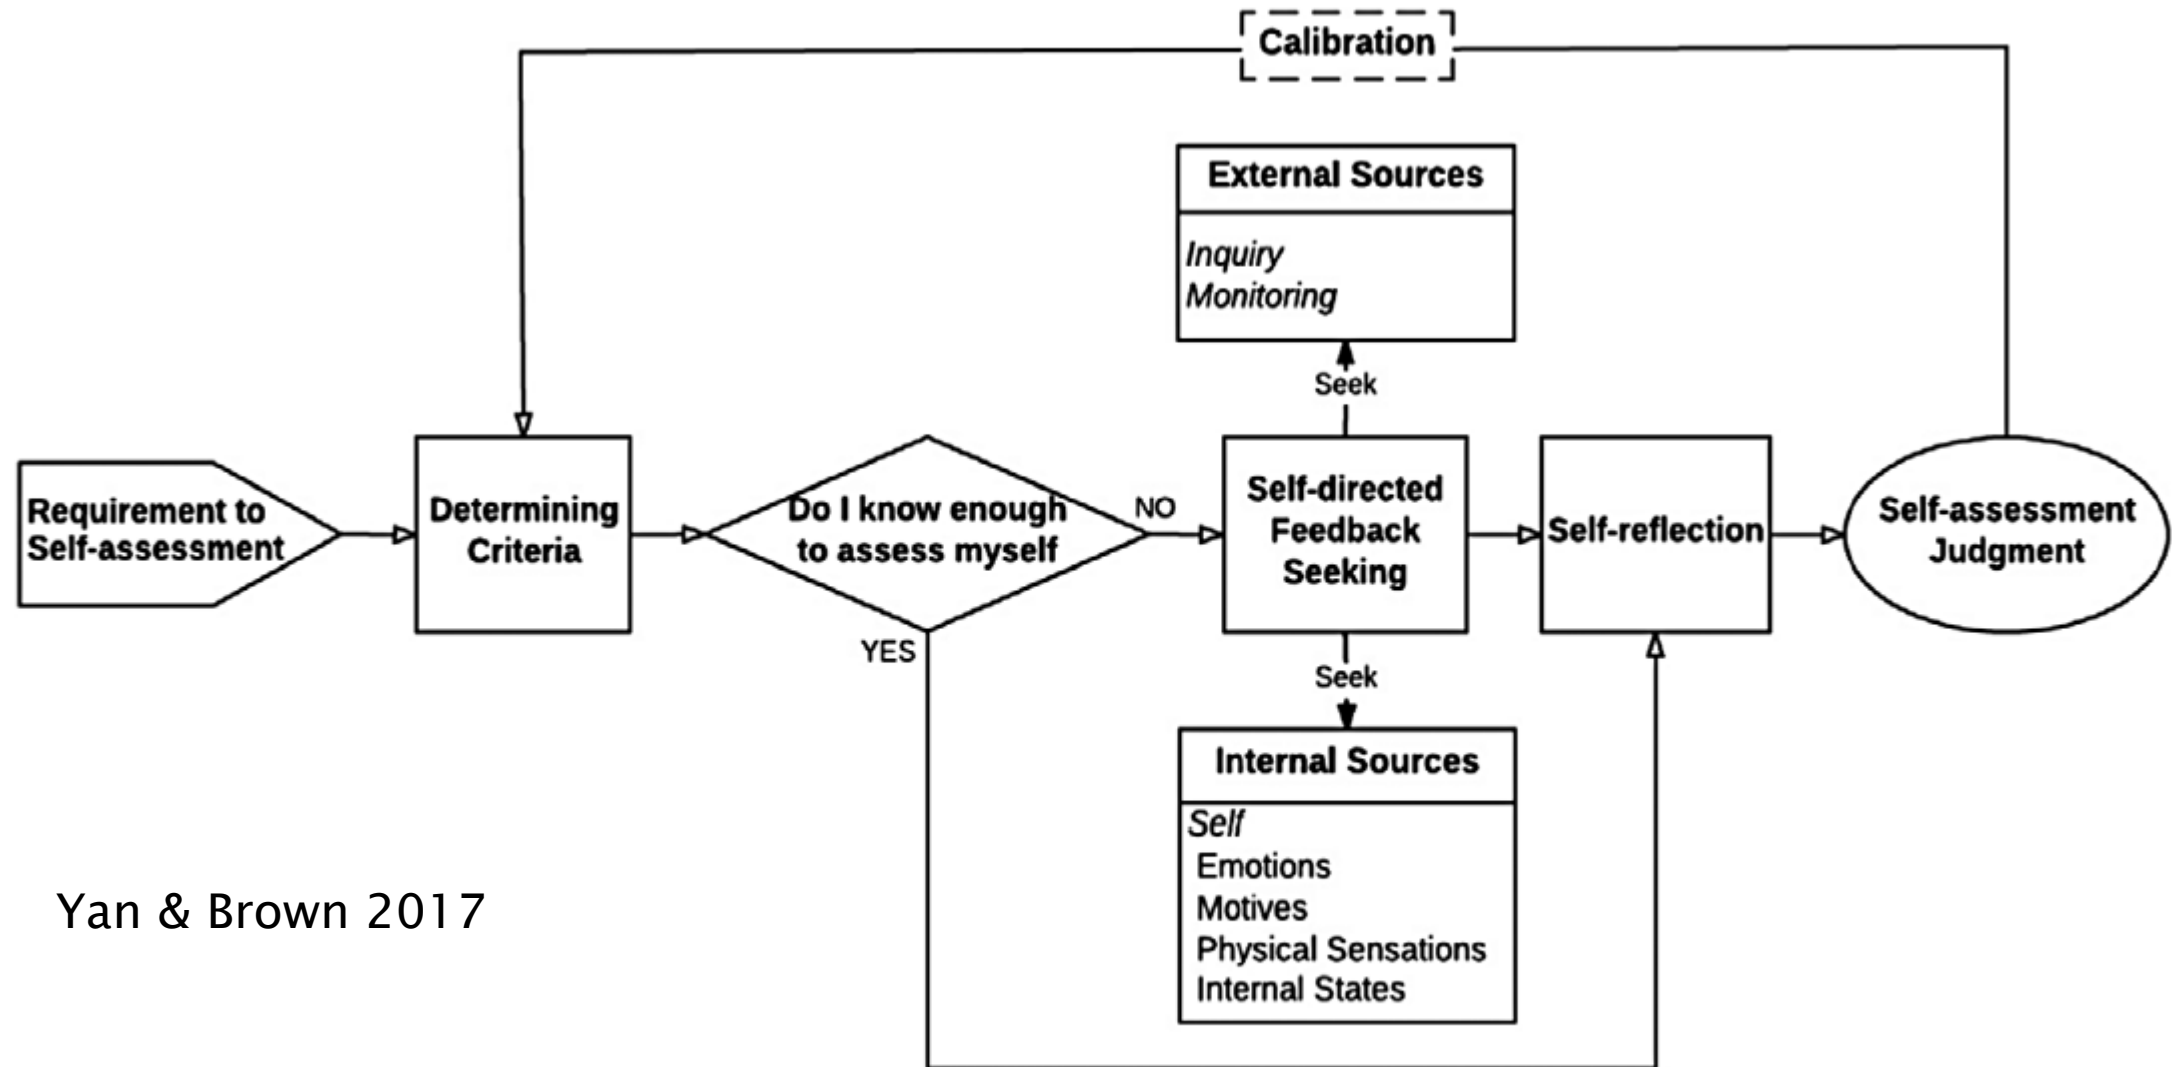 Calibration
External Sources
Inquiry
Monitoring
Seek
Requirement to
Self-assessment
Determining
Criteria
Do I know enough
to assess myself
NO
YES
Self-directed
Feedback
Seeking
Self-reflection
Self-assessment
Judgment
Seek
Internal Sources
Self
Emotions
Motives
Physical Sensations
Internal States
Yan & Brown 2017